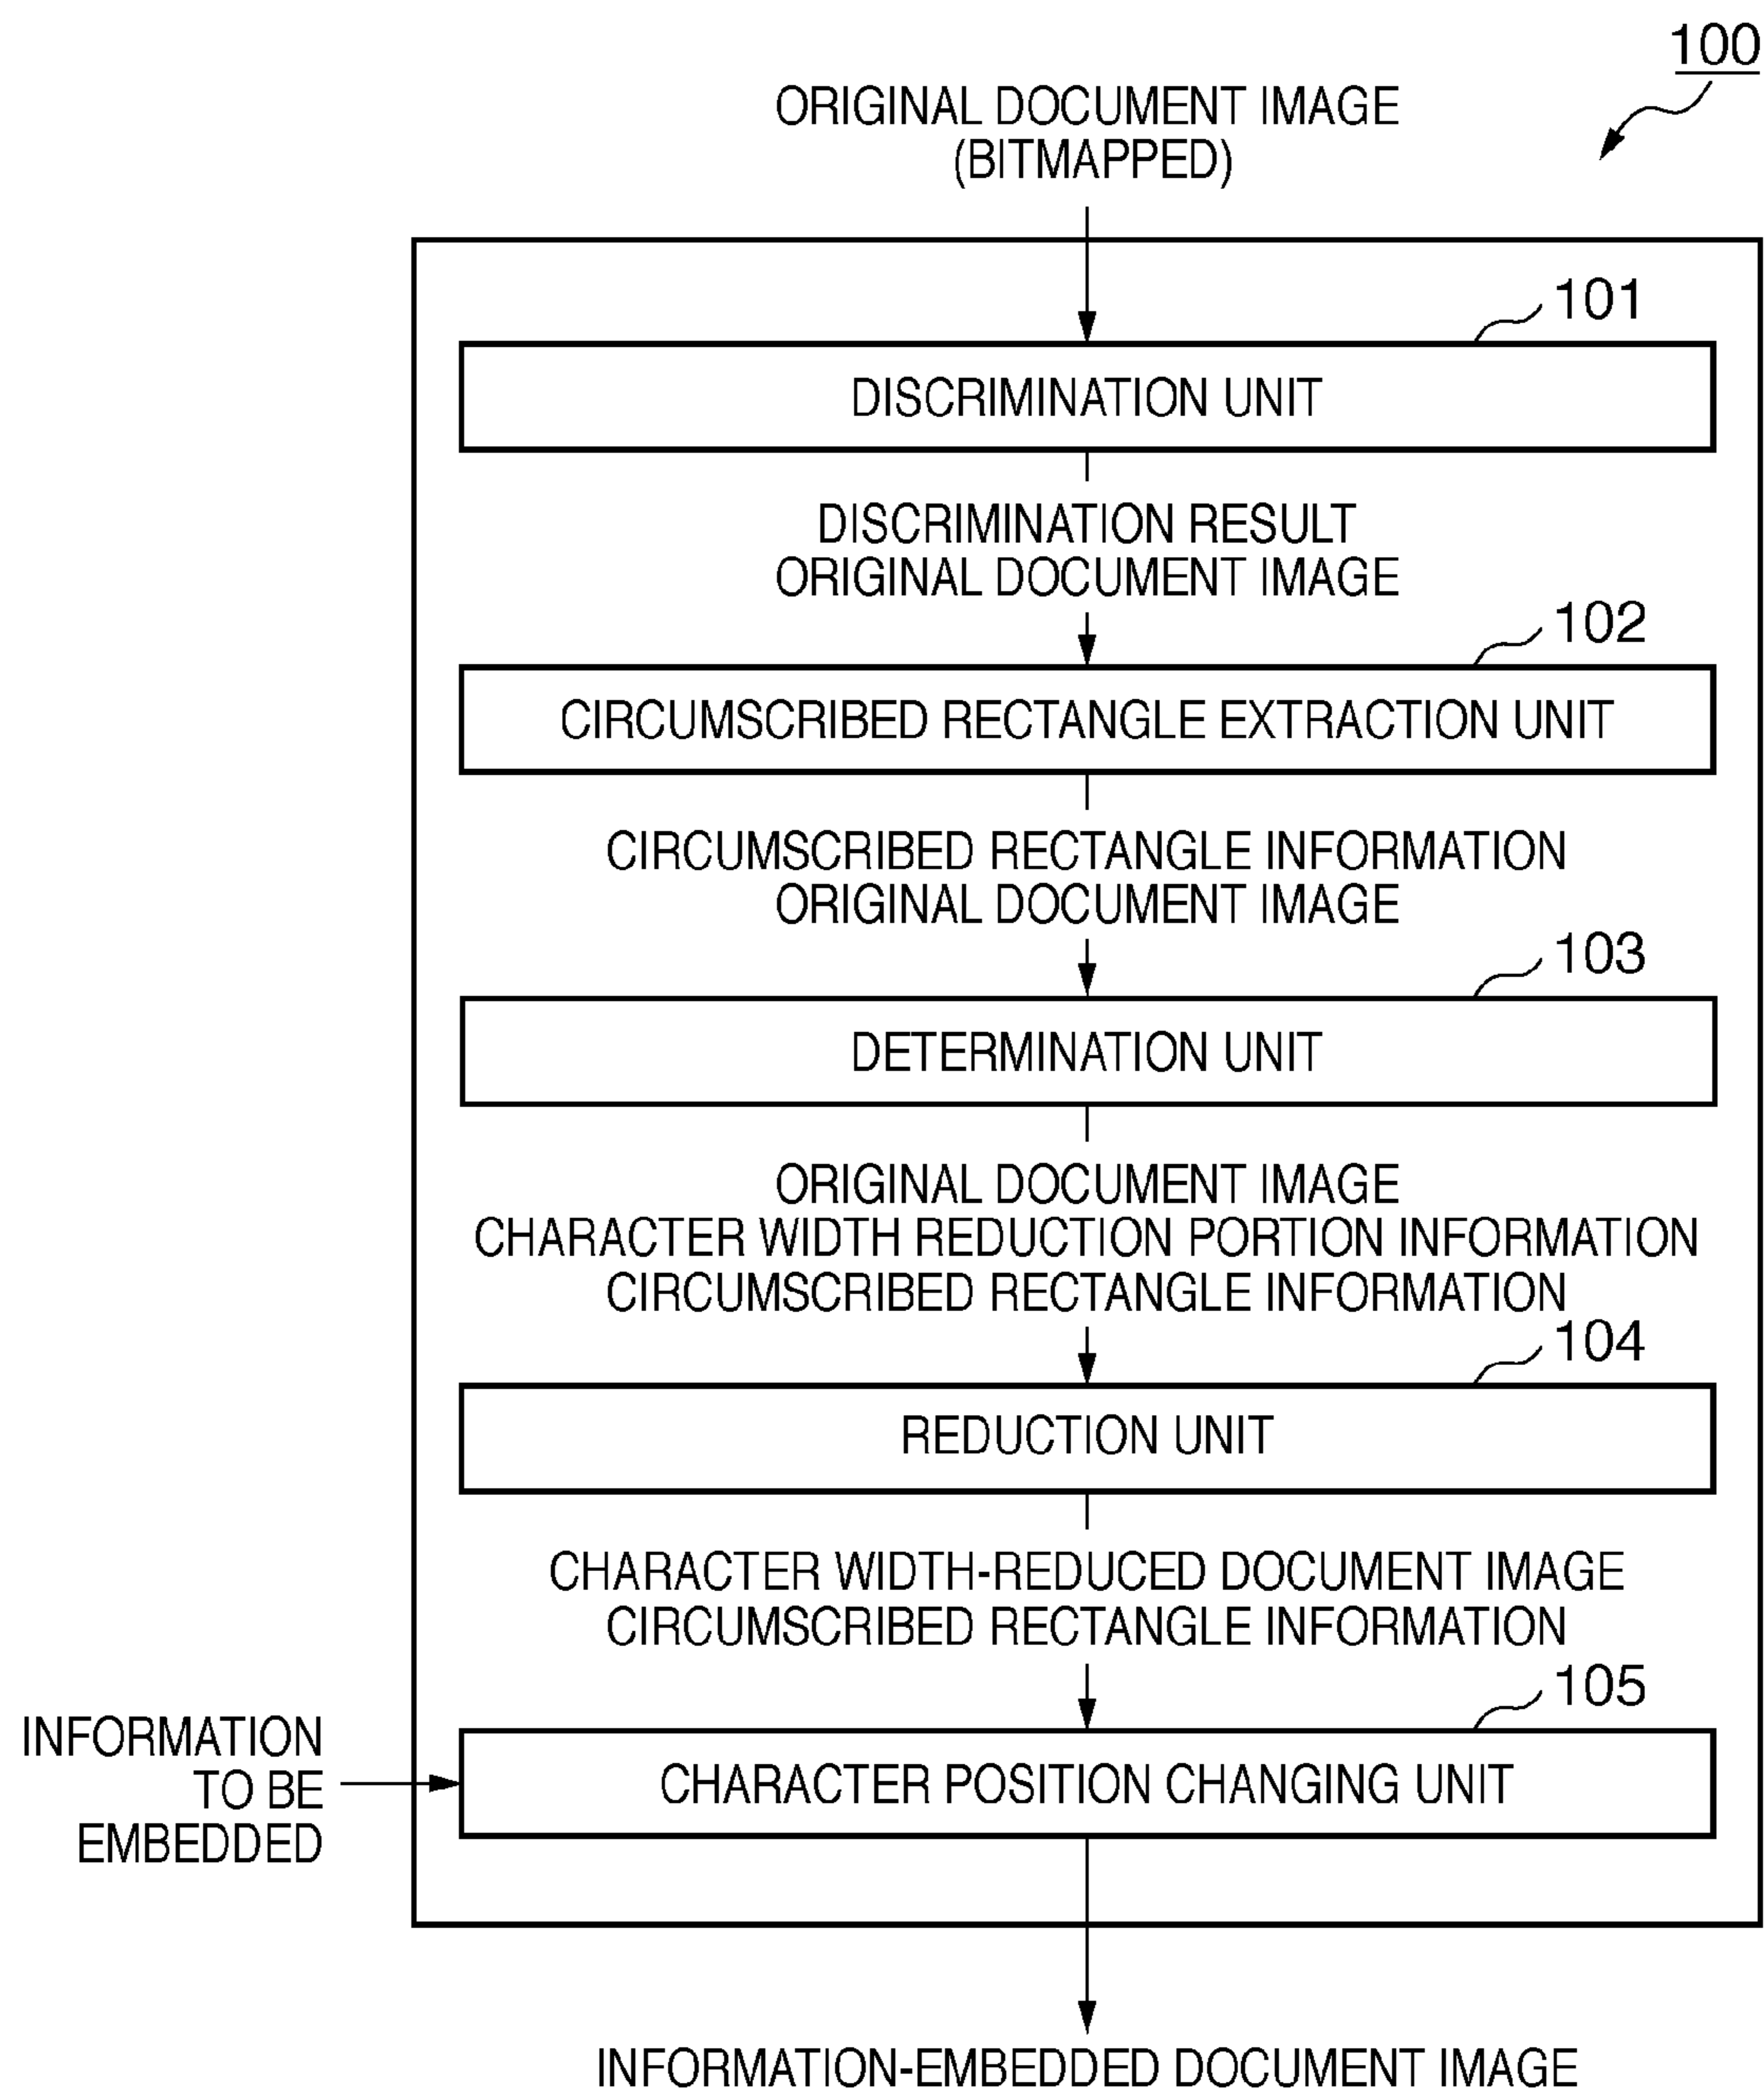 100
ORIGINAL DOCUMENT IMAGE
(BITMAPPED)
101
DISCRIMINATION UNIT
DISCRIMINATION RESULT
ORIGINAL DOCUMENT IMAGE
102
CIRCUMSCRIBED RECTANGLE EXTRACTION UNIT
CIRCUMSCRIBED RECTANGLE INFORMATION
ORIGINAL DOCUMENT IMAGE
103
DETERMINATION UNIT
ORIGINAL DOCUMENT IMAGE
CHARACTER WIDTH REDUCTION PORTION INFORMATION
CIRCUMSCRIBED RECTANGLE INFORMATION
104
REDUCTION UNIT
CHARACTER WIDTH-REDUCED DOCUMENT IMAGE
CIRCUMSCRIBED RECTANGLE INFORMATION
105
INFORMATION
TO BE
EMBEDDED
CHARACTER POSITION CHANGING UNIT
INFORMATION-EMBEDDED DOCUMENT IMAGE